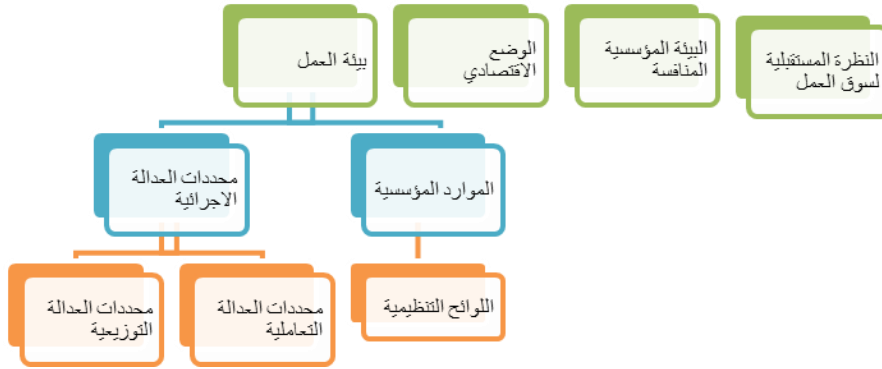 النظرة المستقبلية
لسوق العمل
البيئة المؤسسية
المنافسة
الوضع
الاقتصادي
بيئة العمل
الموارد المؤسسية
محددات العدالة
الاجرائية
اللوائح التنظيمية
محددات العدالة
التعاملية
محددات العدالة
التوزيعية